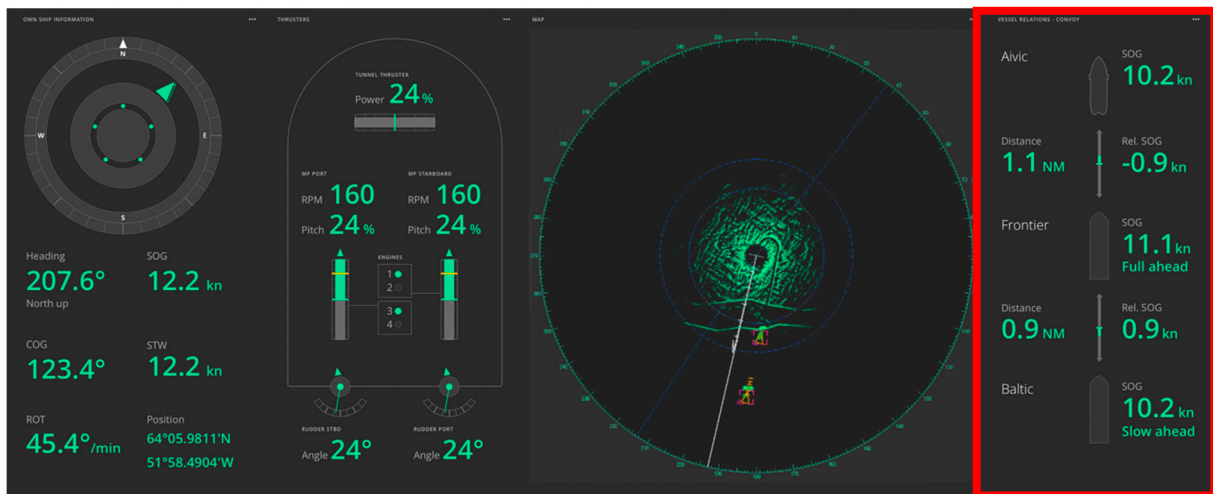 OWN SHIP INFORMATION
N
E
S
W
Heading
207.6°
North up
SOG
12.2 kn
COG
123.4°
STW
12.2 kn
ROT
45.4°/min
Position
64°05.9811'N
51°58.4904'W
THRUSTERS
TUNNEL THRUSTER
Power 24 %
MP PORT
RPM 160
Pitch 24 %
MF STARBOARD
RPM 160
Pitch 24 %
ENGINES
1
2
3
4
RUDDER STBD
Angle 24°
RUDDER PORT
Angle 24°
MAP
VESSEL RELATIONS - CONVOY
Aivic
SOG
10.2 kn
Distance
1.1 NM
Rel. SOG
-0.9 kn
Frontier
SOG
11.1 kn
Full ahead
Distance
0.9 NM
Rel. SOG
0.9 kn
Baltic
SOG
10.2 kn
Slow ahead